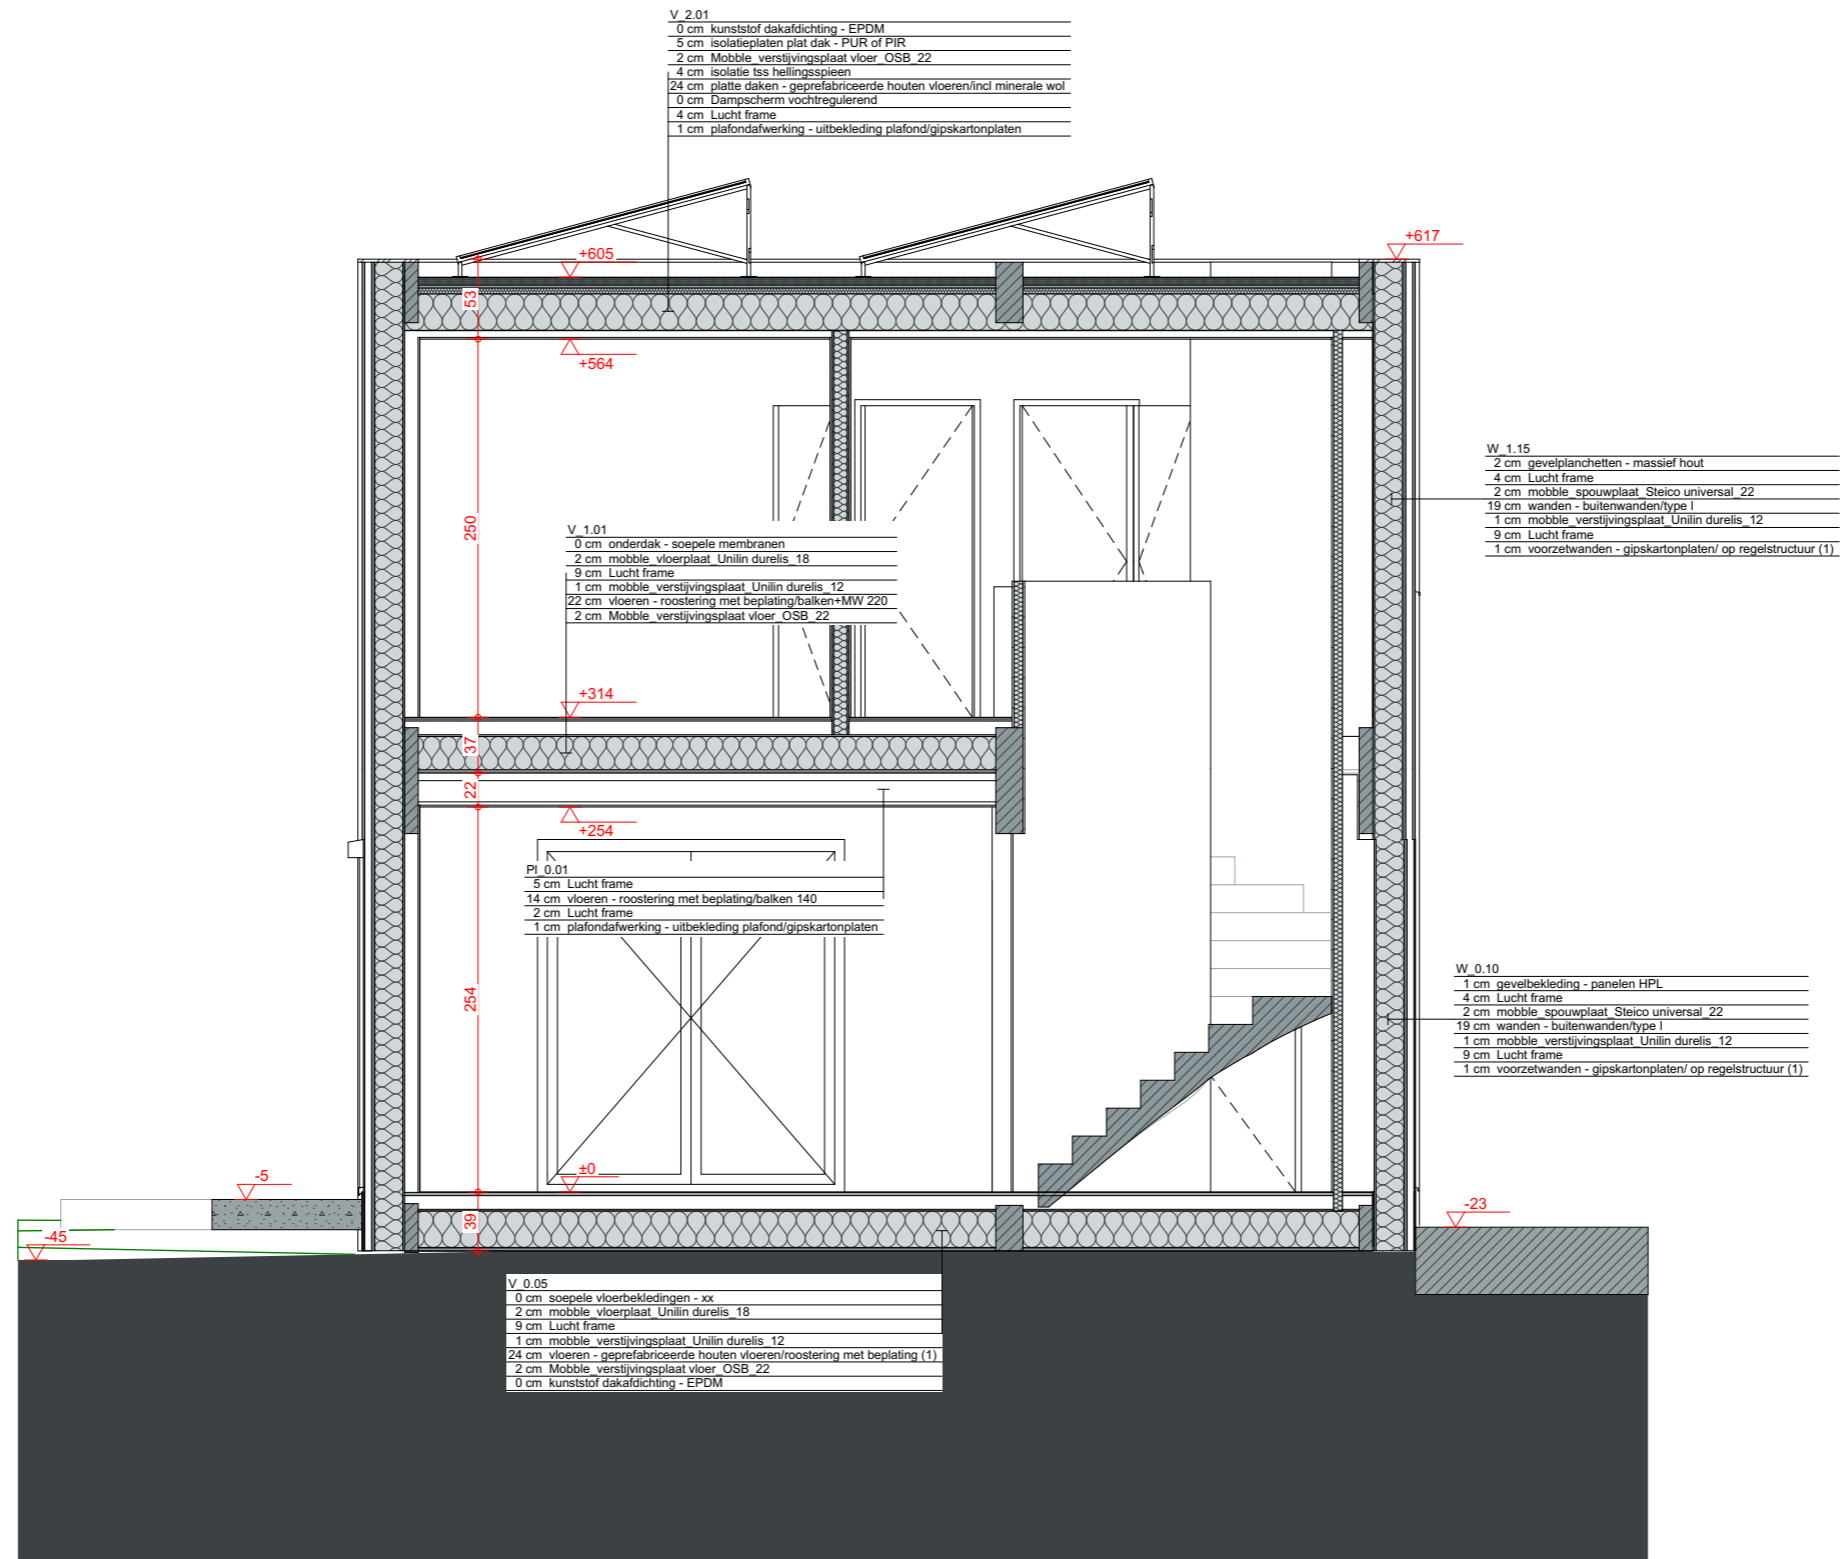 V_2.01
0 cm kunststof dakafdichting - EPDM
5 cm isolatieplaten plat dak - PUR of PIR
2 cm Mobble_verstijvingsplaat vloer_OSB_22
4 cm isolatie tss hellingsspieen
24 cm platte daken - geprefabriceerde houten vloeren/incl minerale wol
0 cm Dampscherm vochtregulerend
4 cm Lucht frame
1 cm plafondafwerking - uitbekleding plafond/gipskartonplaten
+617
+605
53
+564
W_1.15
2 cm gevelplanchetten - massief hout
4 cm Lucht frame
2 cm mobble_spouwplaat_Steico universal_22
19 cm wanden - buitenwanden/type I
1 cm mobble_verstijvingsplaat_Unilin durelis_12
9 cm Lucht frame
1 cm voorzetwanden - gipskartonplaten/ op regelstructuur (1)
250
V_1.01
0 cm onderdak - soepele membranen
2 cm mobble_vloerplaat_Unilin durelis_18
9 cm Lucht frame
1 cm mobble_verstijvingsplaat_Unilin durelis_12
22 cm vloeren - roostering met beplating/balken+MW 220
2 cm Mobble_verstijvingsplaat vloer_OSB_22
+314
37
22
+254
PI_0.01
5 cm Lucht frame
14 cm vloeren - roostering met beplating/balken 140
2 cm Lucht frame
1 cm plafondafwerking - uitbekleding plafond/gipskartonplaten
254
W_0.10
1 cm gevelbekleding - panelen HPL
4 cm Lucht frame
2 cm mobble_spouwplaat_Steico universal_22
19 cm wanden - buitenwanden/type I
1 cm mobble_verstijvingsplaat_Unilin durelis_12
9 cm Lucht frame
1 cm voorzetwanden - gipskartonplaten/ op regelstructuur (1)
±0
-5
-23
39
-45
V_0.05
0 cm soepele vloerbekledingen - xx
2 cm mobble_vloerplaat_Unilin durelis_18
9 cm Lucht frame
1 cm mobble_verstijvingsplaat_Unilin durelis_12
24 cm vloeren - geprefabriceerde houten vloeren/roostering met beplating (1)
2 cm Mobble_verstijvingsplaat vloer_OSB_22
0 cm kunststof dakafdichting - EPDM